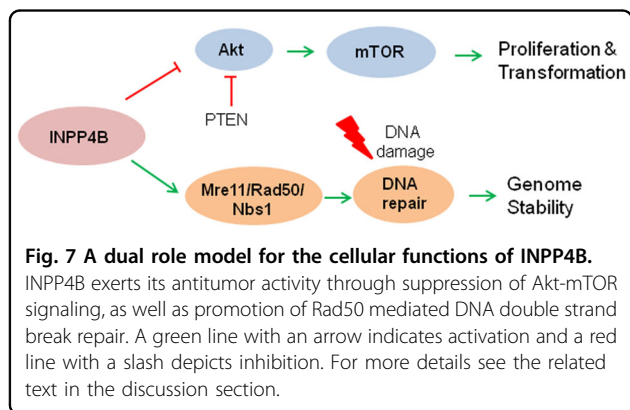 Akt
mTOR
Proliferation &
Transformation
PTEN
INPP4B
DNA
damage
Mre11/Rad50/
Nbs1
DNA
repair
Genome
Stability
Fig. 7 A dual role model for the cellular functions of INPP4B.
INPP4B exerts its antitumor activity through suppression of Akt-mTOR
signaling, as well as promotion of Rad50 mediated DNA double strand
break repair. A green line with an arrow indicates activation and a red
line with a slash depicts inhibition. For more details see the related
text in the discussion section.